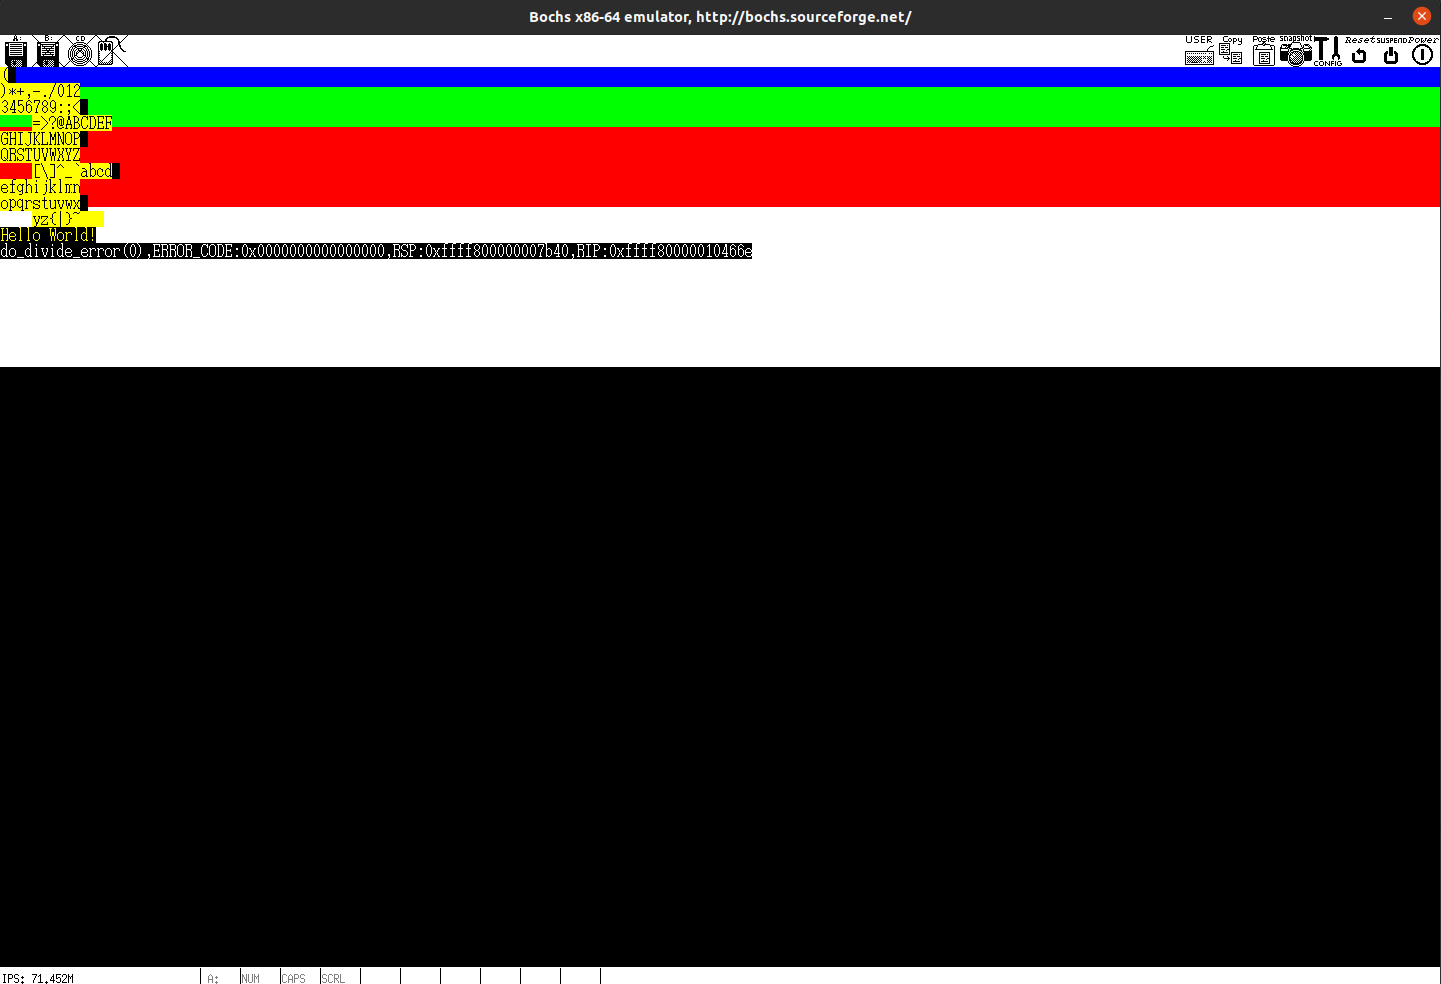 Bochs x86-64 emulator, http://bochs.sourceforge.net/
A: B: CD USER Copy Paste snapshot CONFIG Reset SUSPEND Power
(
)*+,-./012
3456789:;<
=>?@ABCDEF
GHIJKLMNOP
QRSTUVWXYZ
[\]^_`abcd
efghijklmn
opqrstuvwx
yz{|}~
Hello World!
do_divide_error(0),ERROR_CODE:0x0000000000000000,RSP:0xffff800000007b40,RIP:0xffff80000010466e
IPS: 71.452M A: NUM CAPS SCRL